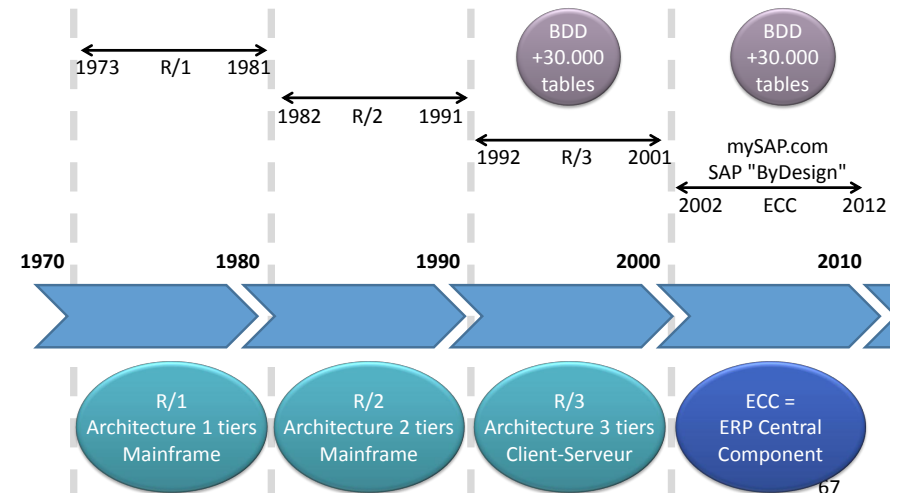 BDD
+30.000
tables
BDD
+30.000
tables
1973 R/1 1981
1982 R/2 1991
1992 R/3 2001
mySAP.com
SAP "ByDesign"
2002 ECC 2012
1970 1980 1990 2000 2010
R/1
Architecture 1 tiers
Mainframe
R/2
Architecture 2 tiers
Mainframe
R/3
Architecture 3 tiers
Client-Serveur
ECC =
ERP Central
Component
67